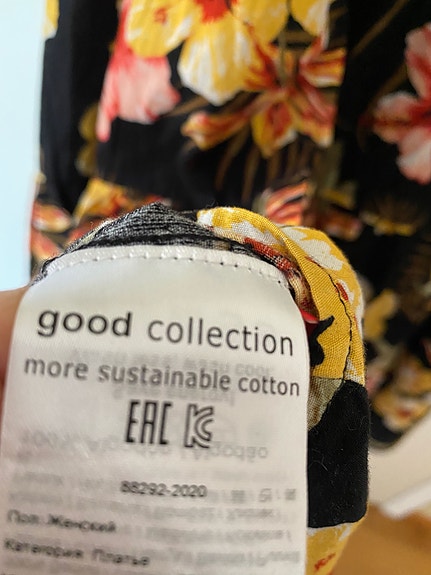 good collection
more sustainable cotton
EAC
88292-2020
Пол: Женский
Категория: Платье